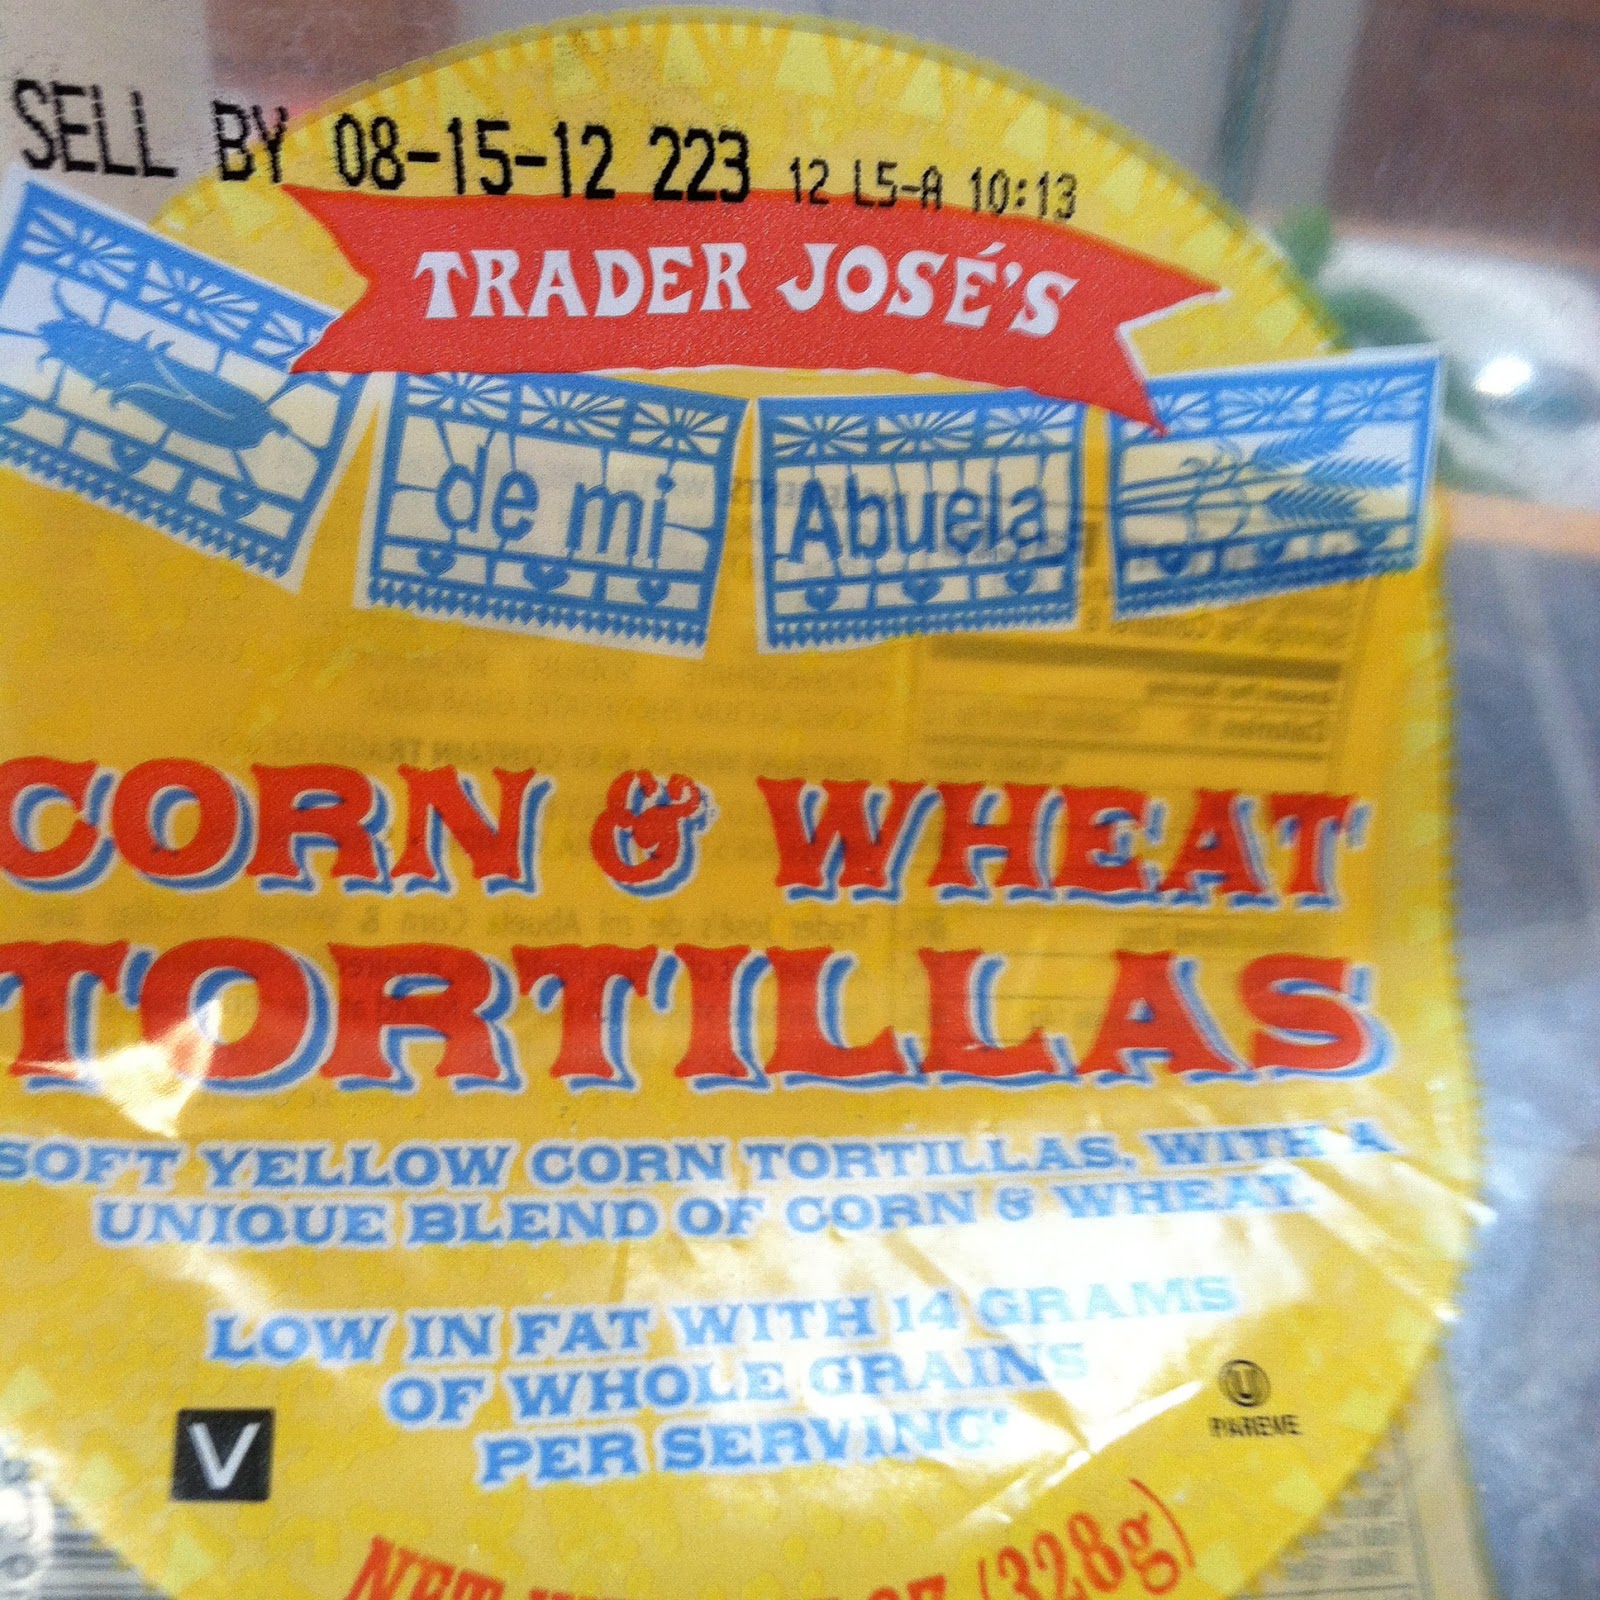 SELL BY 08-15-12 223 12 L5-A 10:13
TRADER JOSÉ'S
de mi Abuela
CORN & WHEAT
TORTILLAS
SOFT YELLOW CORN TORTILLAS, WITH A
UNIQUE BLEND OF CORN & WHEAT.
LOW IN FAT WITH 14 GRAMS
OF WHOLE GRAINS
PER SERVING*
U
PAREVE
V
NET (328g)